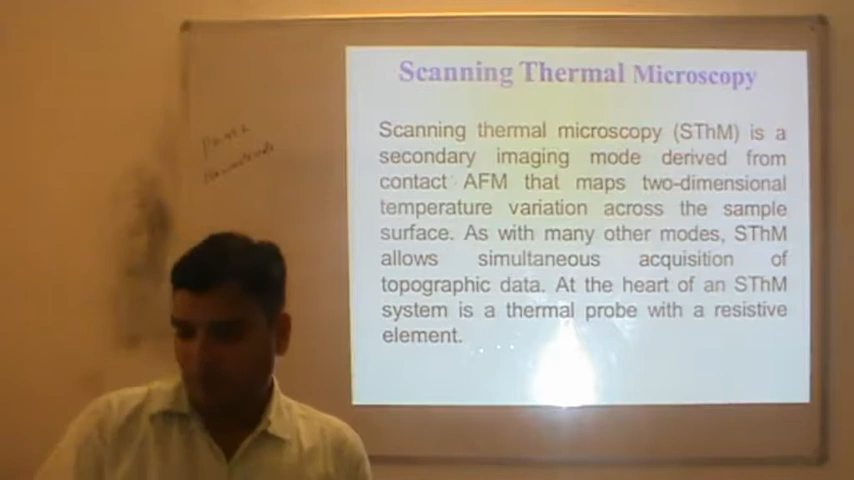 Scanning Thermal Microscopy
Scanning thermal microscopy (SThM) is a
secondary imaging mode derived from
contact AFM that maps two-dimensional
temperature variation across the sample
surface. As with many other modes, SThM
allows simultaneous acquisition of
topographic data. At the heart of an SThM
system is a thermal probe with a resistive
element.